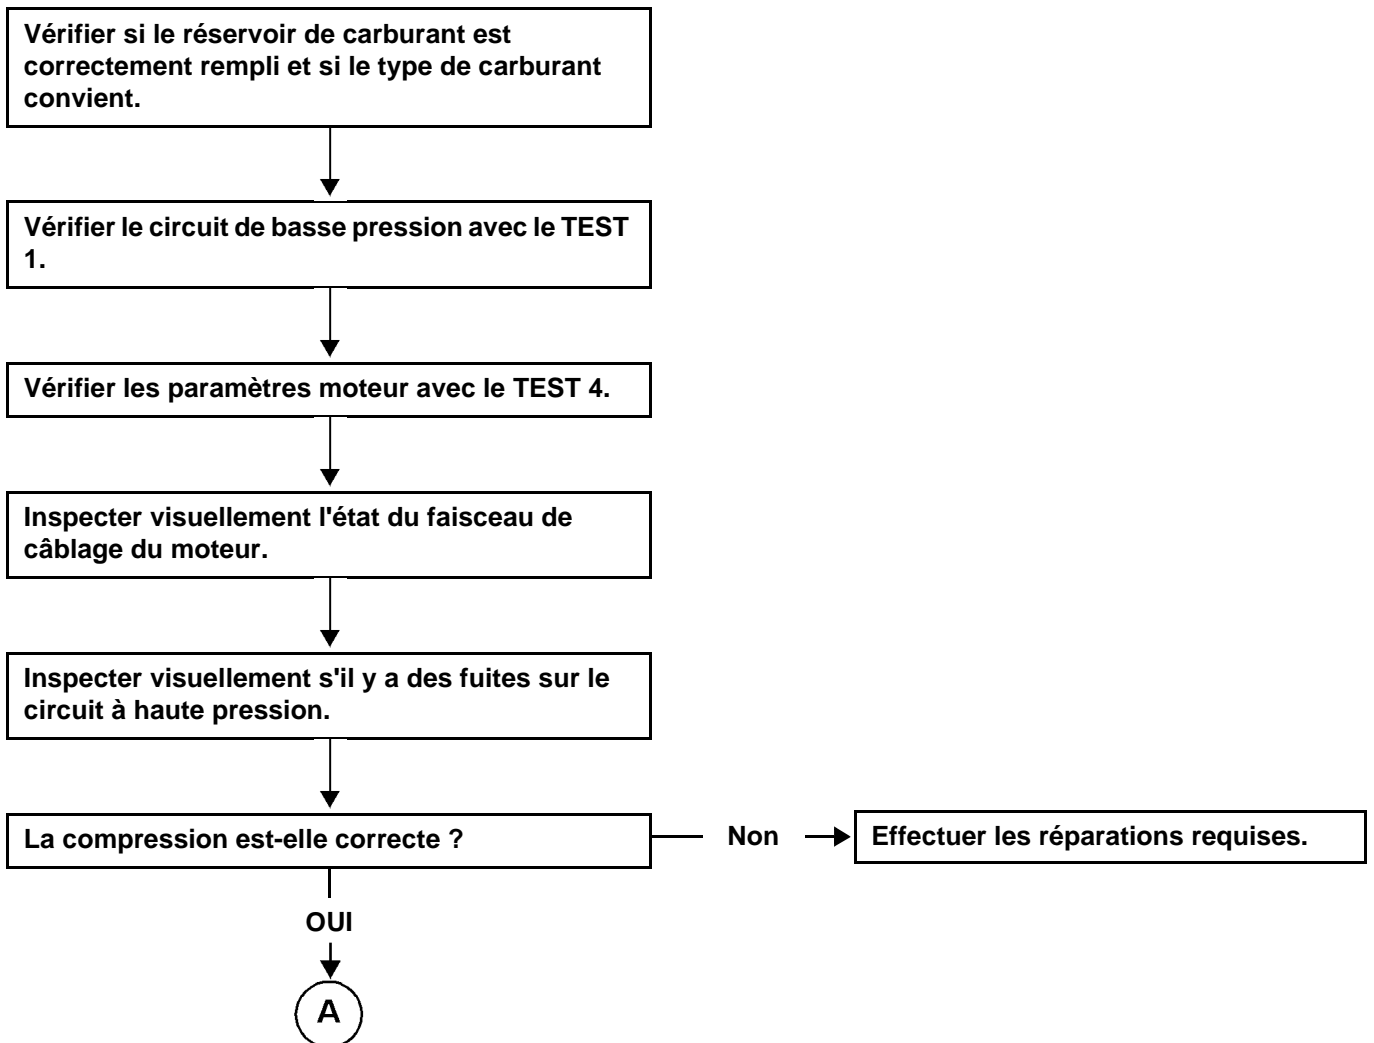 Vérifier si le réservoir de carburant est
correctement rempli et si le type de carburant
convient.
Vérifier le circuit de basse pression avec le TEST
1.
Vérifier les paramètres moteur avec le TEST 4.
Inspecter visuellement l'état du faisceau de
câblage du moteur.
Inspecter visuellement s'il y a des fuites sur le
circuit à haute pression.
La compression est-elle correcte ?
Non
Effectuer les réparations requises.
OUI
A